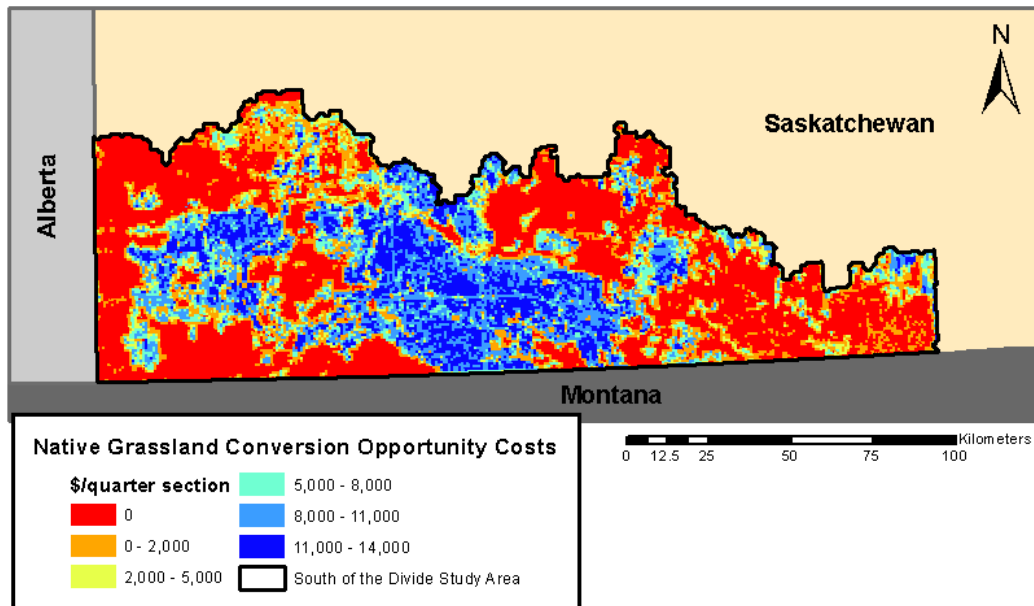 N
Saskatchewan
Alberta
Montana
Native Grassland Conversion Opportunity Costs
$/quarter section
0
0 - 2,000
2,000 - 5,000
5,000 - 8,000
8,000 - 11,000
11,000 - 14,000
South of the Divide Study Area
Kilometers
0 12.5 25 50 75 100